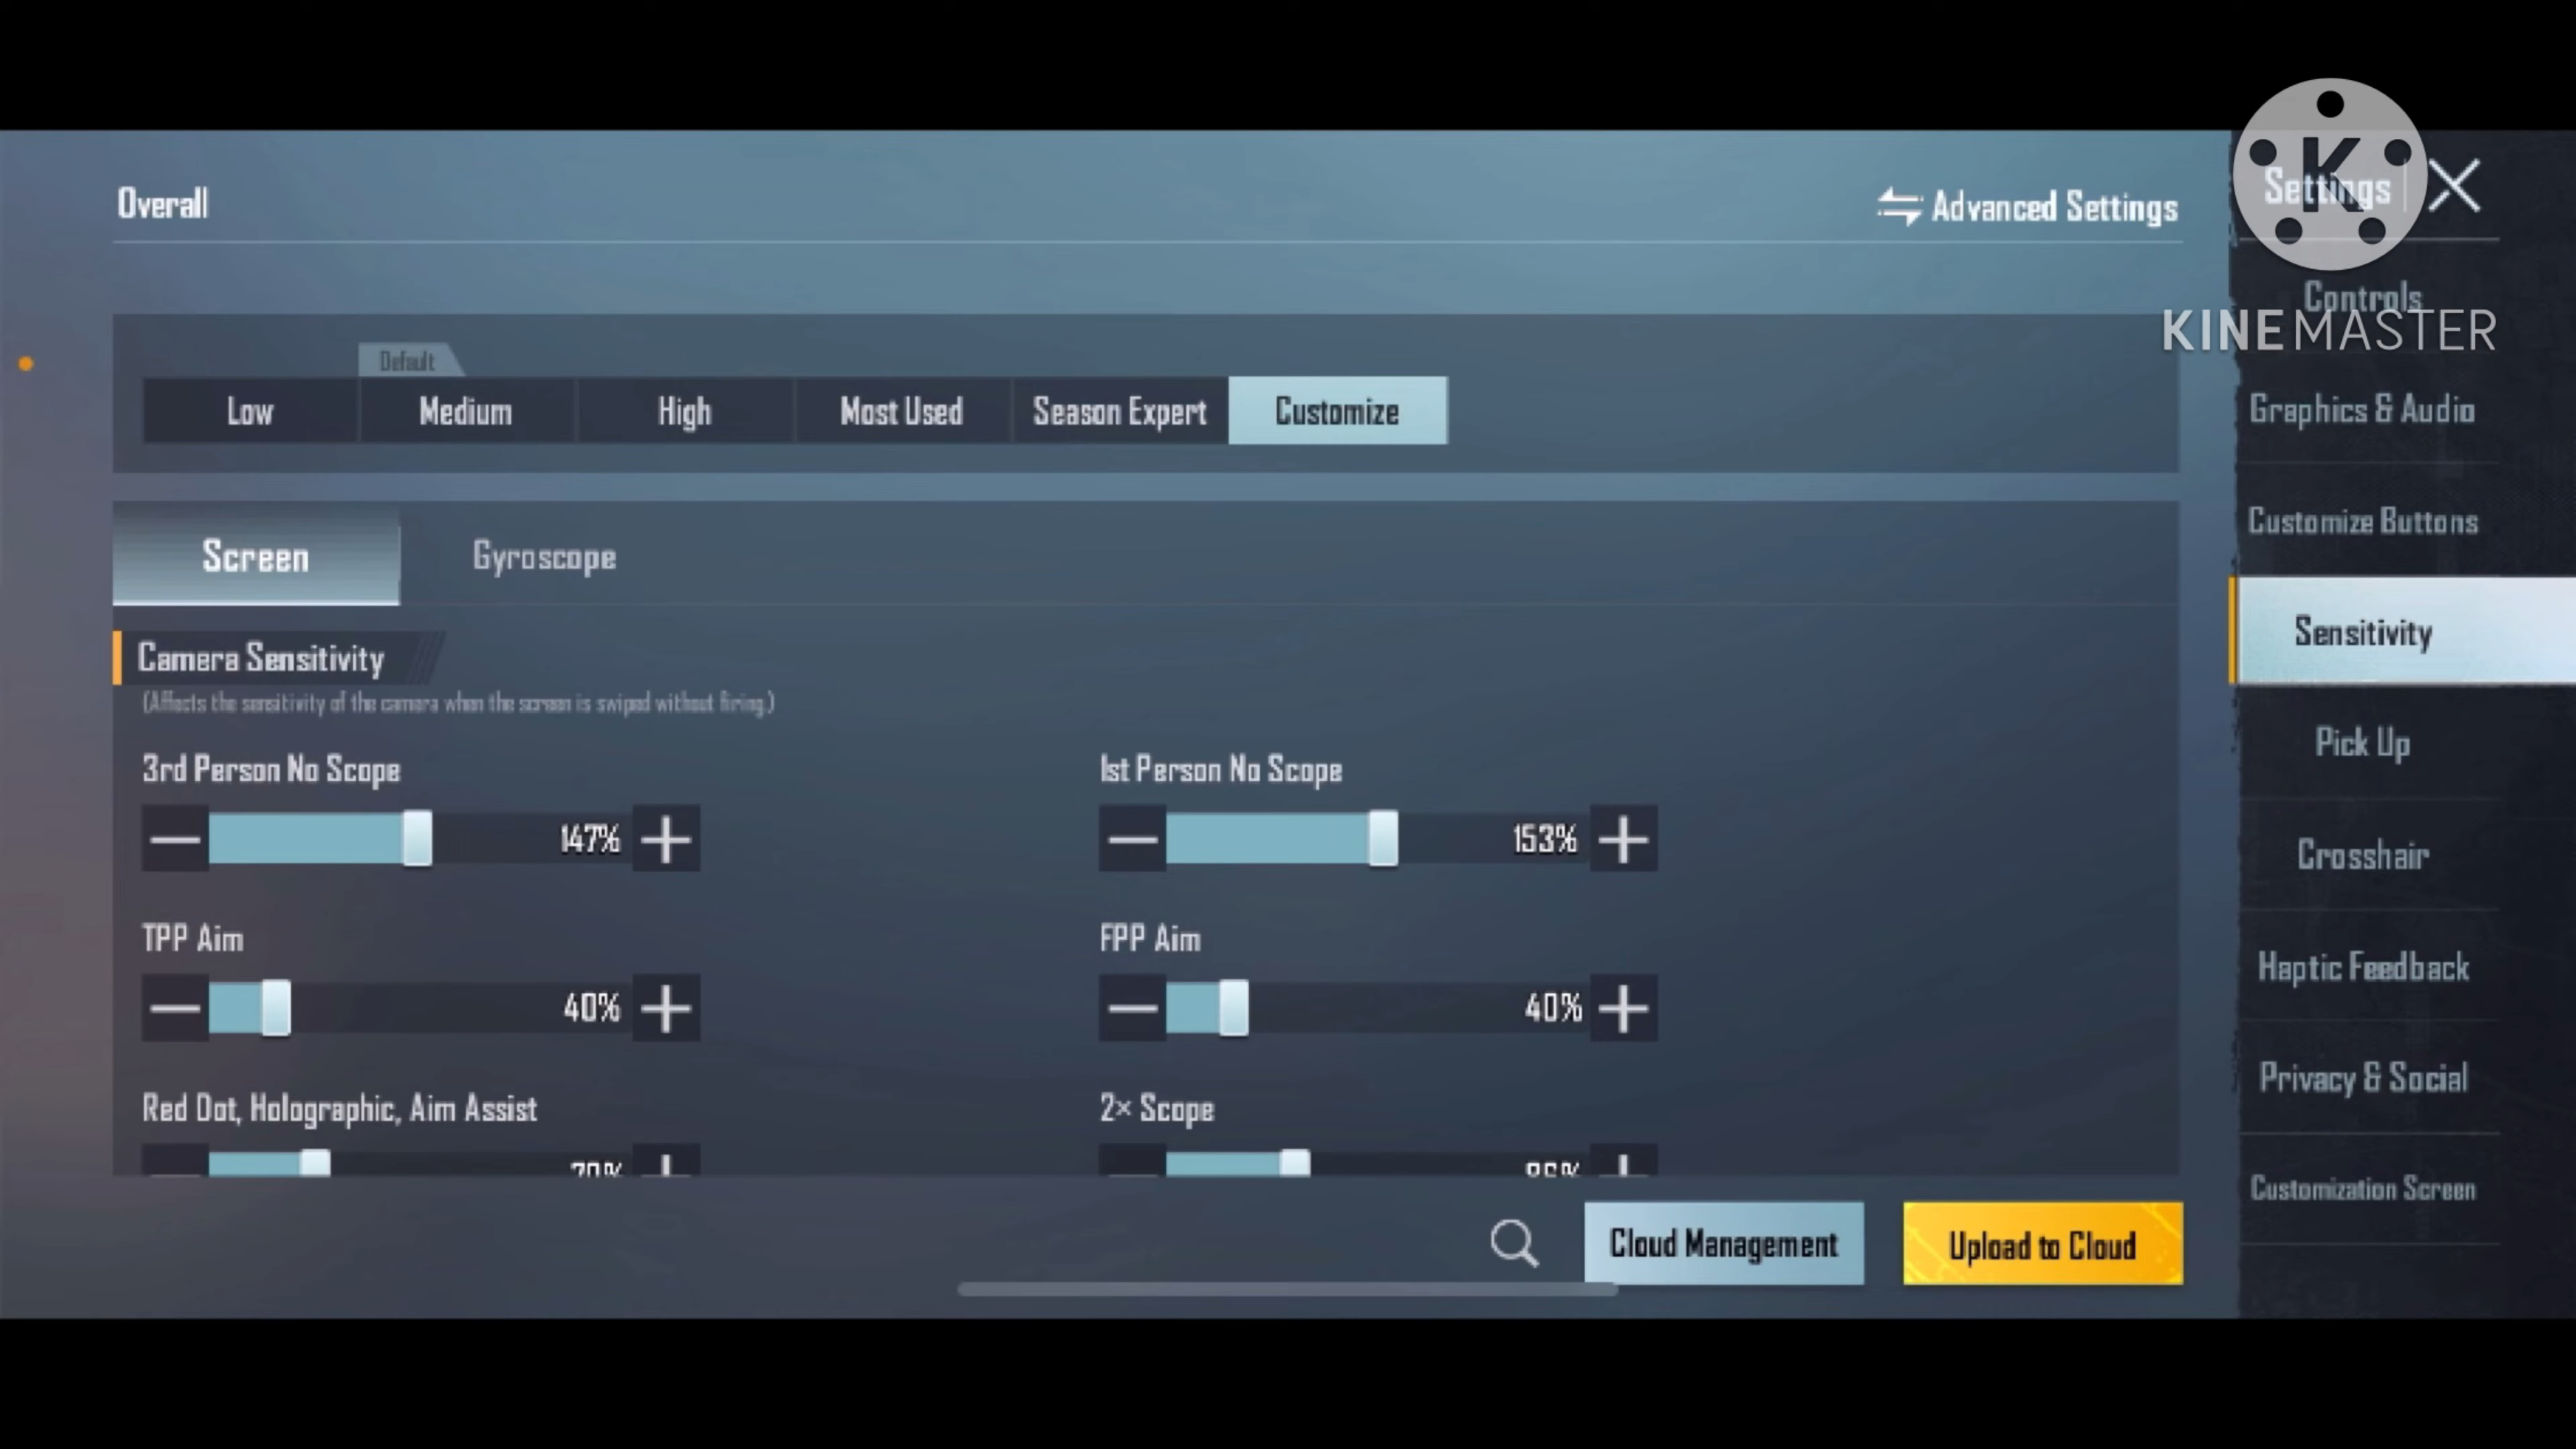 Overall
Advanced Settings
Settings
K
KINEMASTER
Default
Low Medium High Most Used Season Expert Customize
Screen Gyroscope
Camera Sensitivity
(Affects the sensitivity of the camera when the screen is swiped without firing.)
3rd Person No Scope
147%
1st Person No Scope
153%
TPP Aim
40%
FPP Aim
40%
Red Dot, Holographic, Aim Assist
2× Scope
Cloud Management
Upload to Cloud
Controls
Graphics & Audio
Customize Buttons
Sensitivity
Pick Up
Crosshair
Haptic Feedback
Privacy & Social
Customization Screen